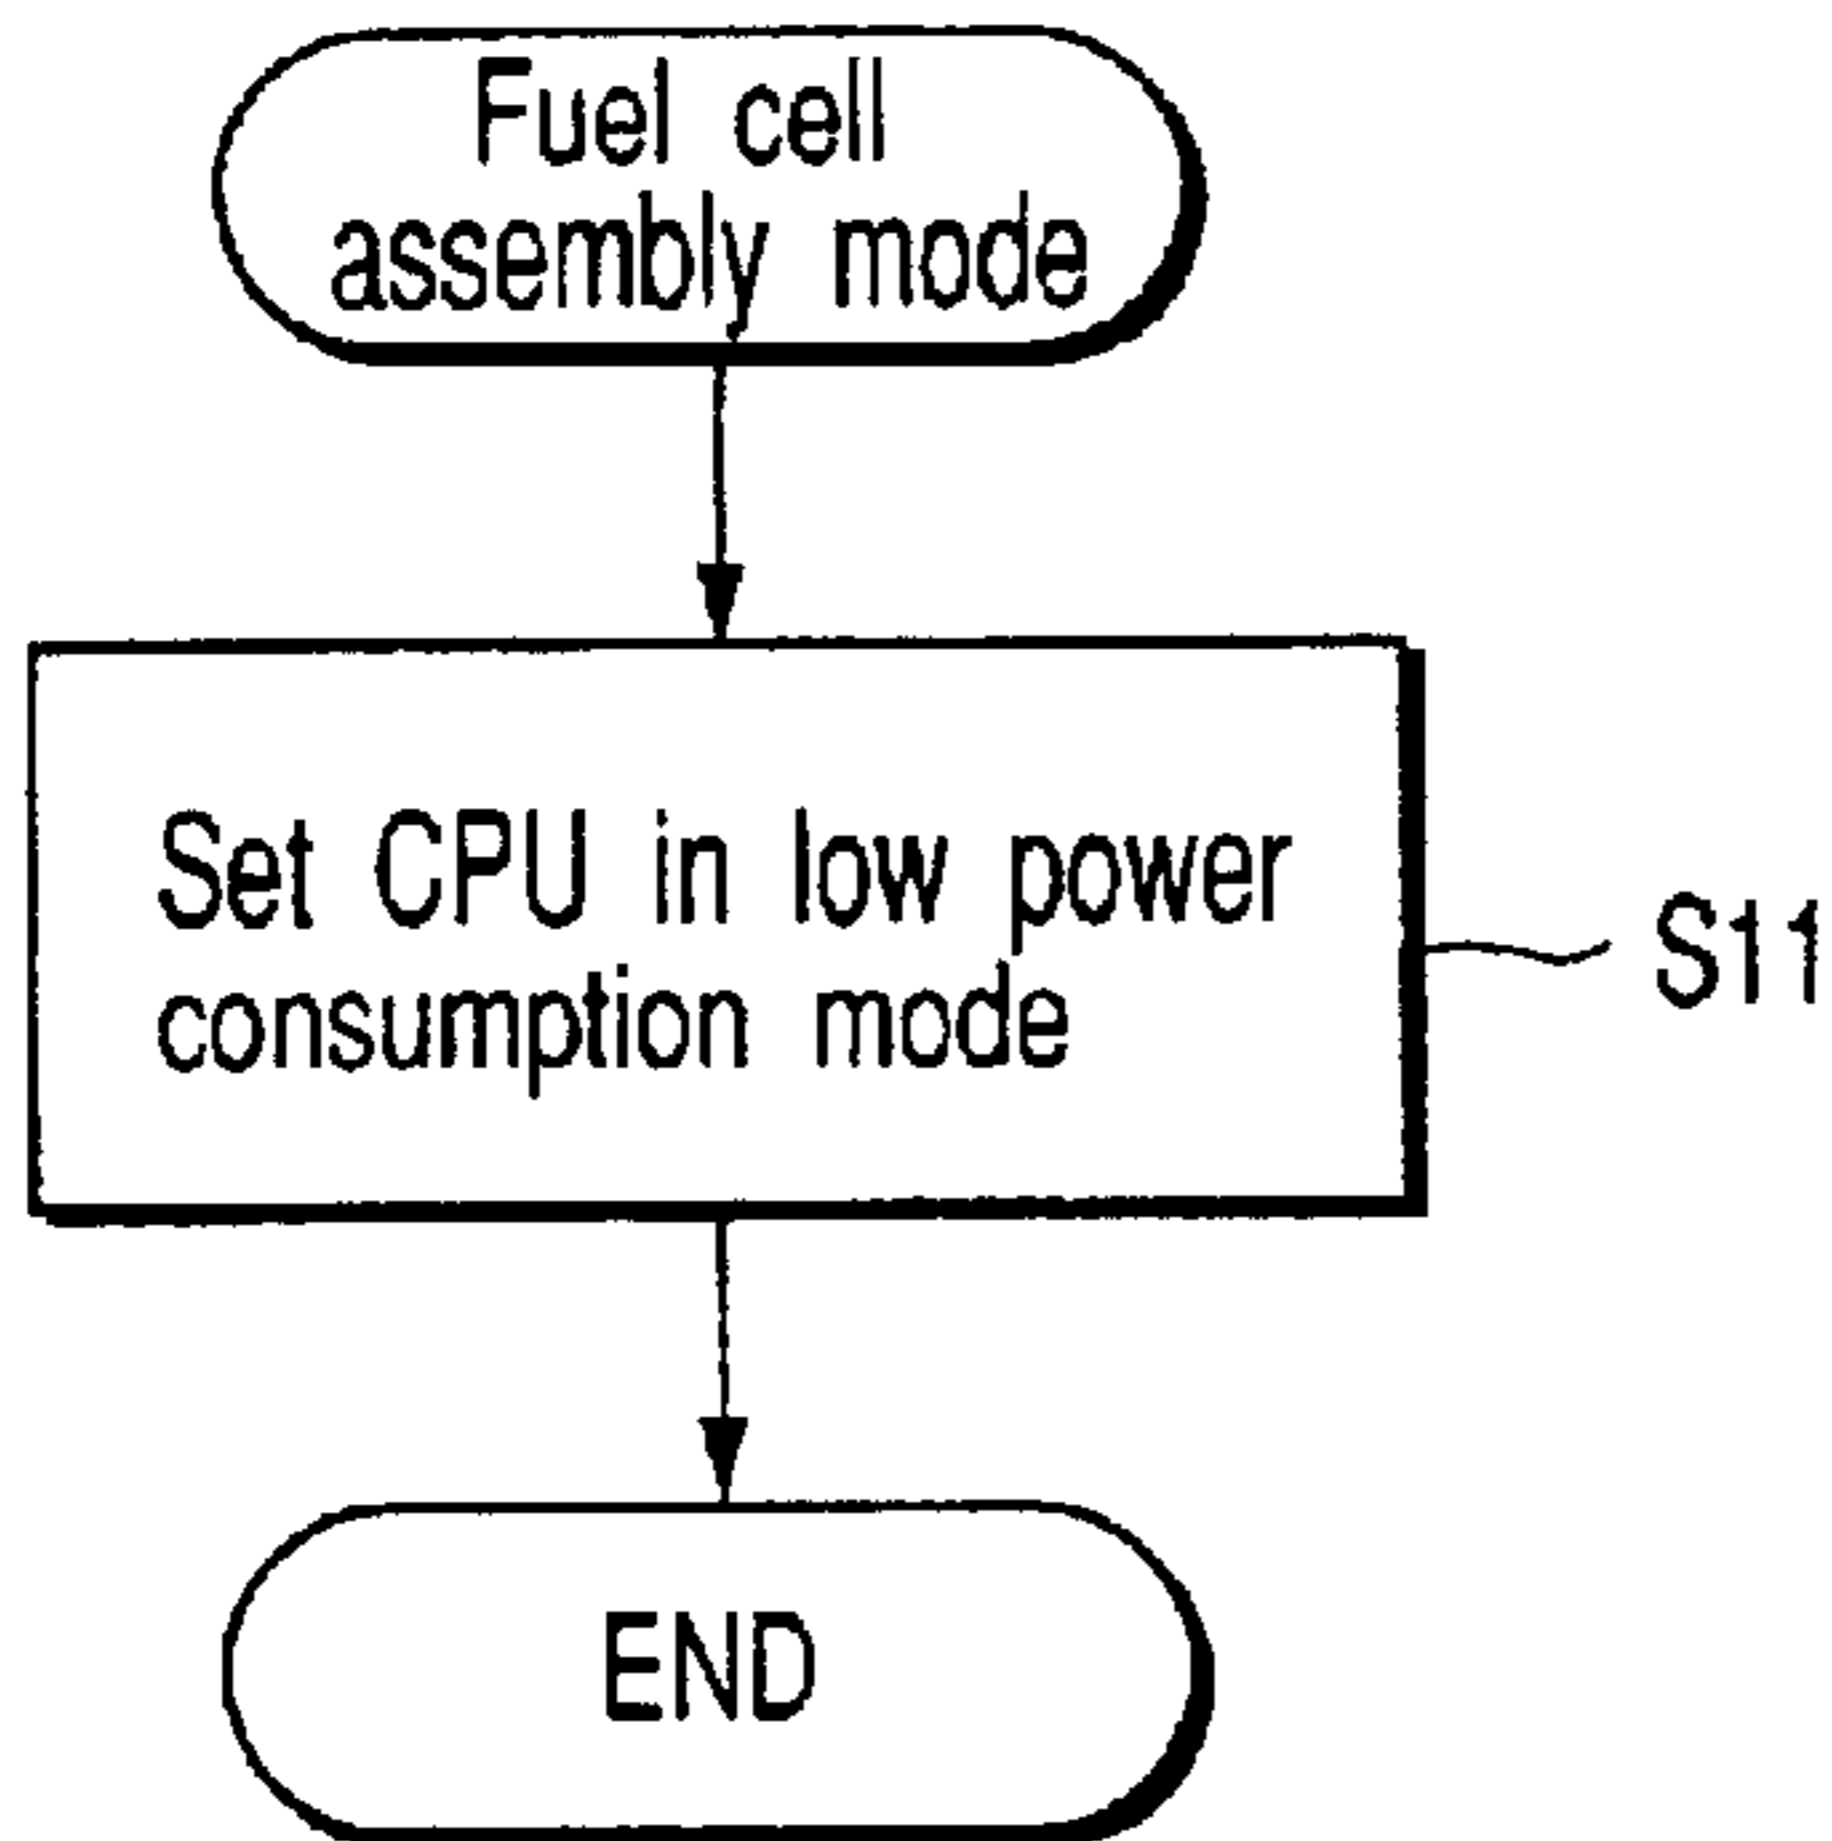 Fuel cell
assembly mode
Set CPU in low power
consumption mode
S11
END